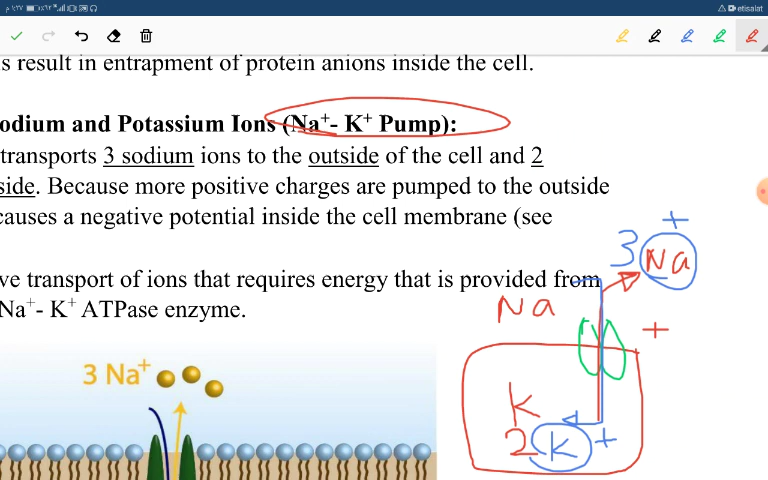 etisalat
s result in entrapment of protein anions inside the cell.
odium and Potassium Ions (Na⁺- K⁺ Pump):
transports 3 sodium ions to the outside of the cell and 2
side. Because more positive charges are pumped to the outside
causes a negative potential inside the cell membrane (see
ve transport of ions that requires energy that is provided from
Na⁺- K⁺ ATPase enzyme.
+
3 Na
Na
+
3 Na⁺
K
2 K +